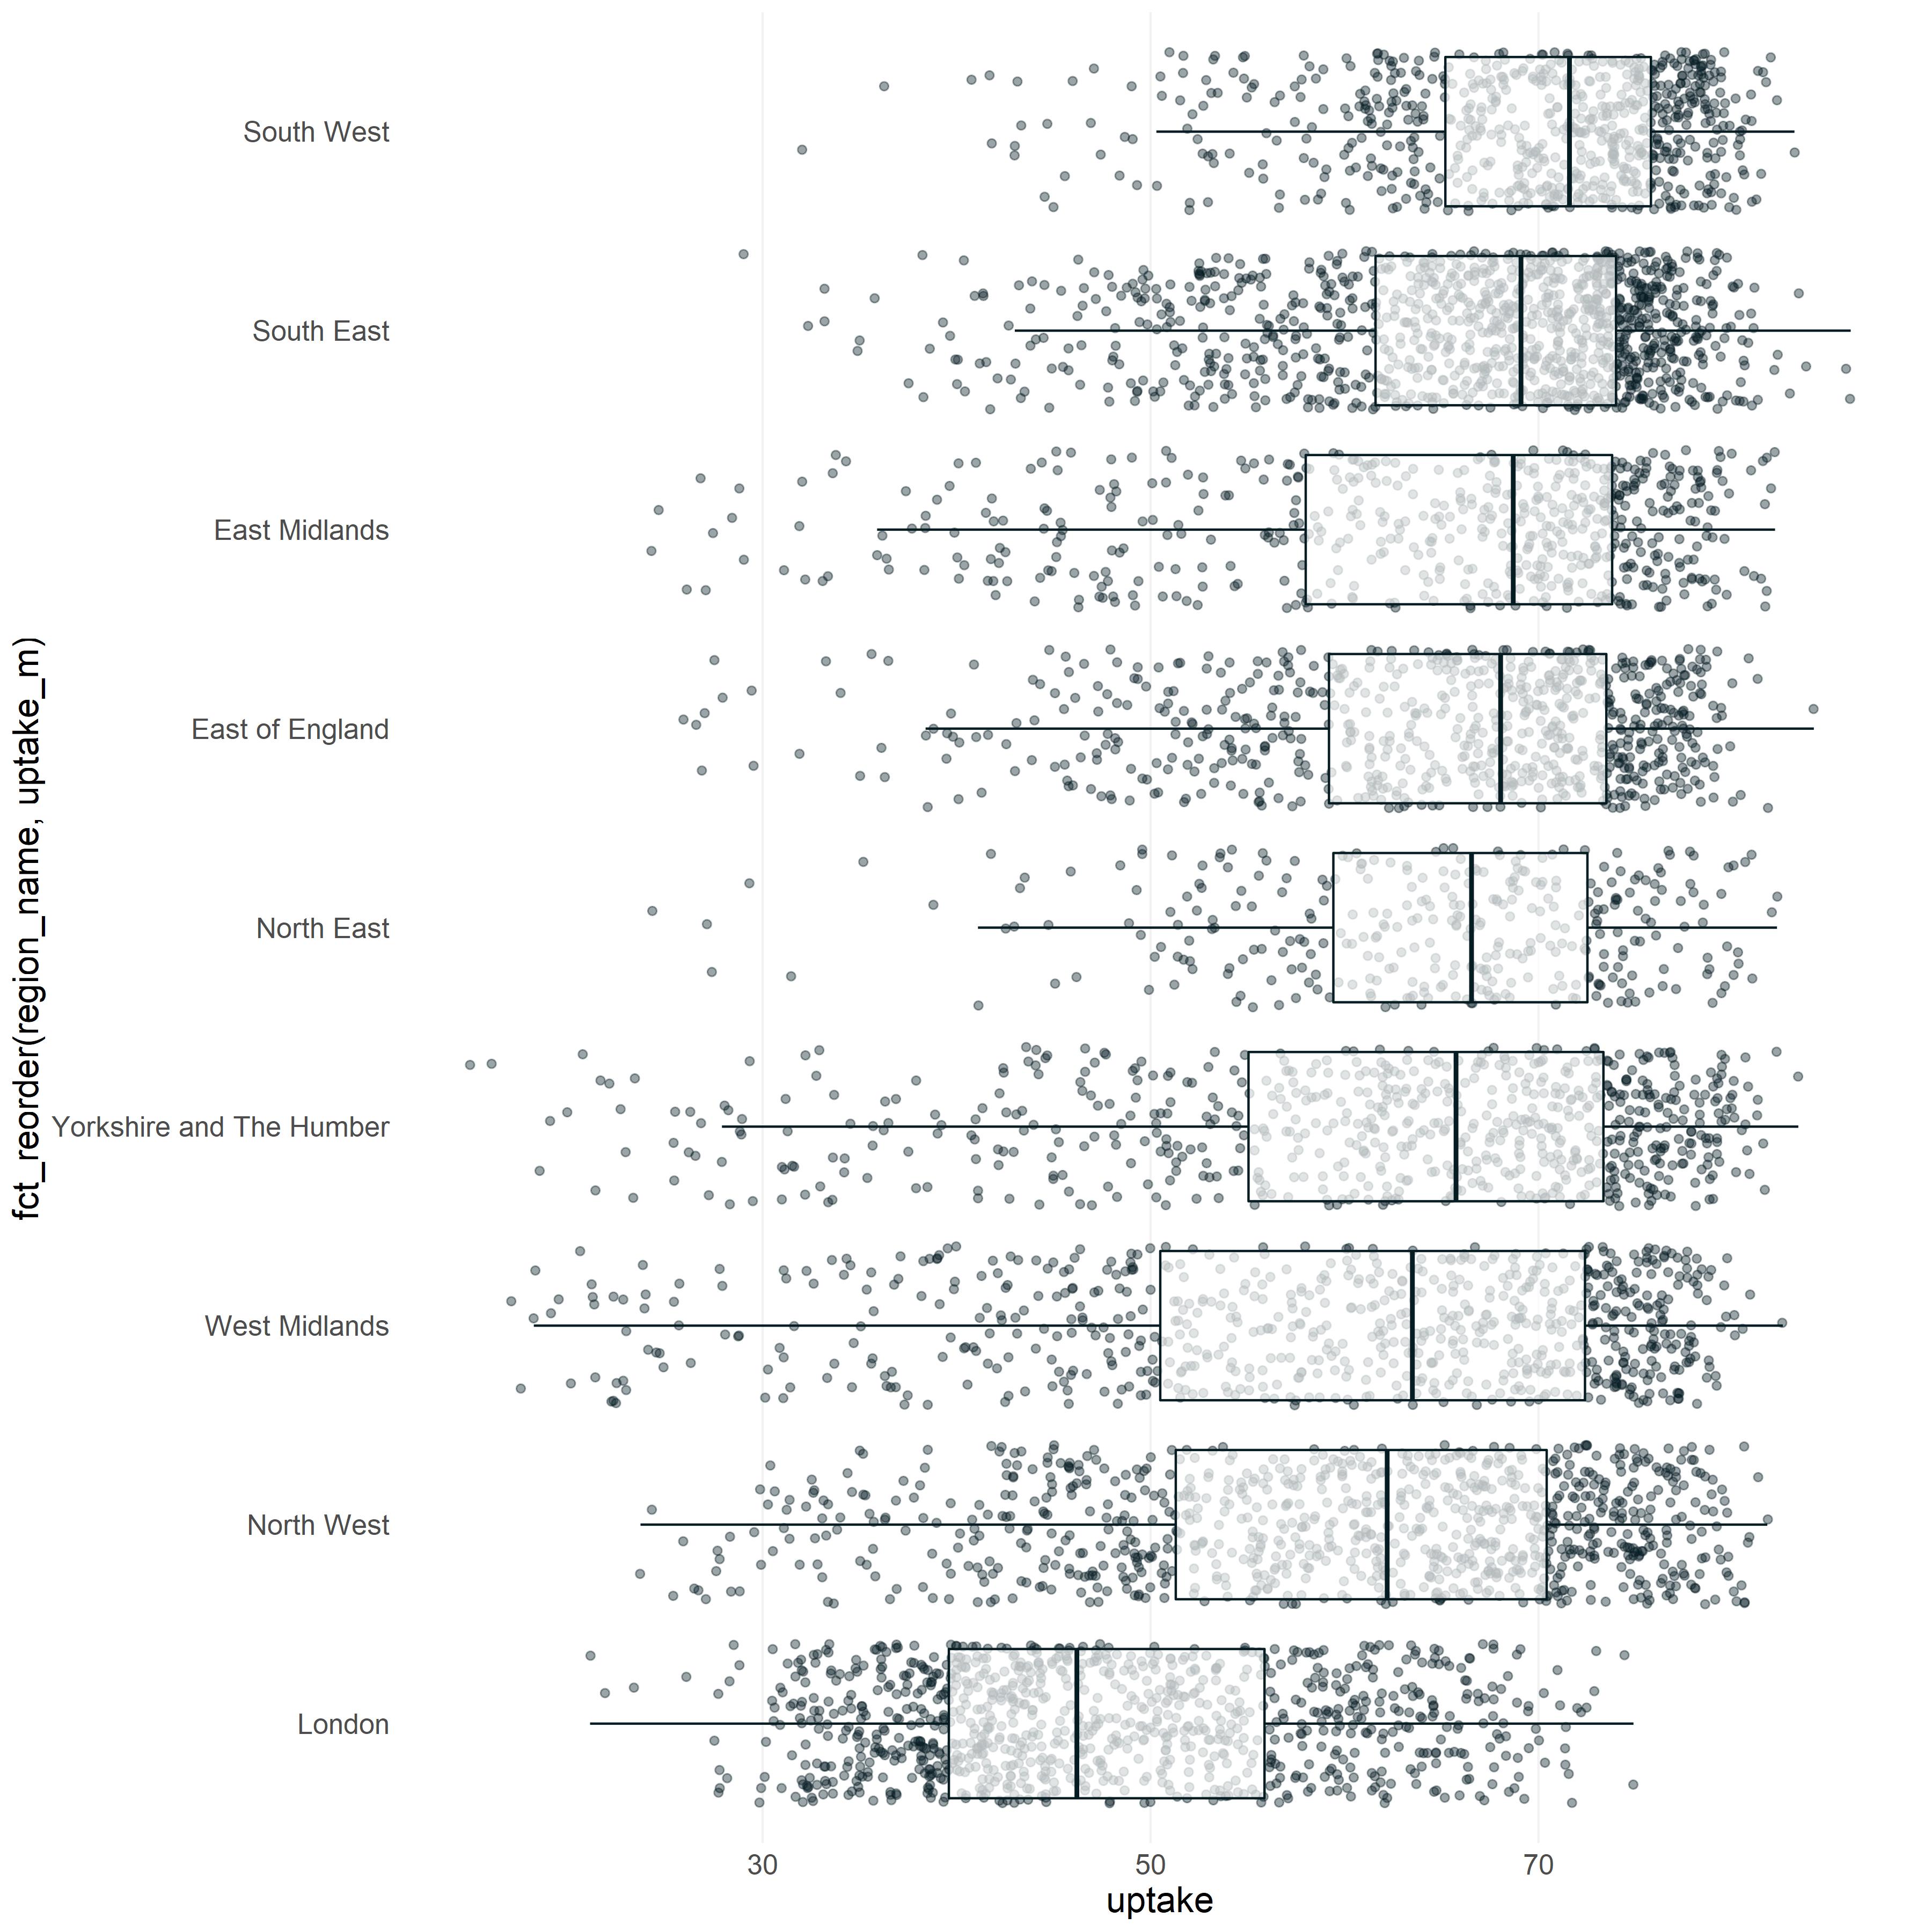 fct_reorder(region_name, uptake_m)
South West
South East
East Midlands
East of England
North East
Yorkshire and The Humber
West Midlands
North West
London
30 50 70
uptake